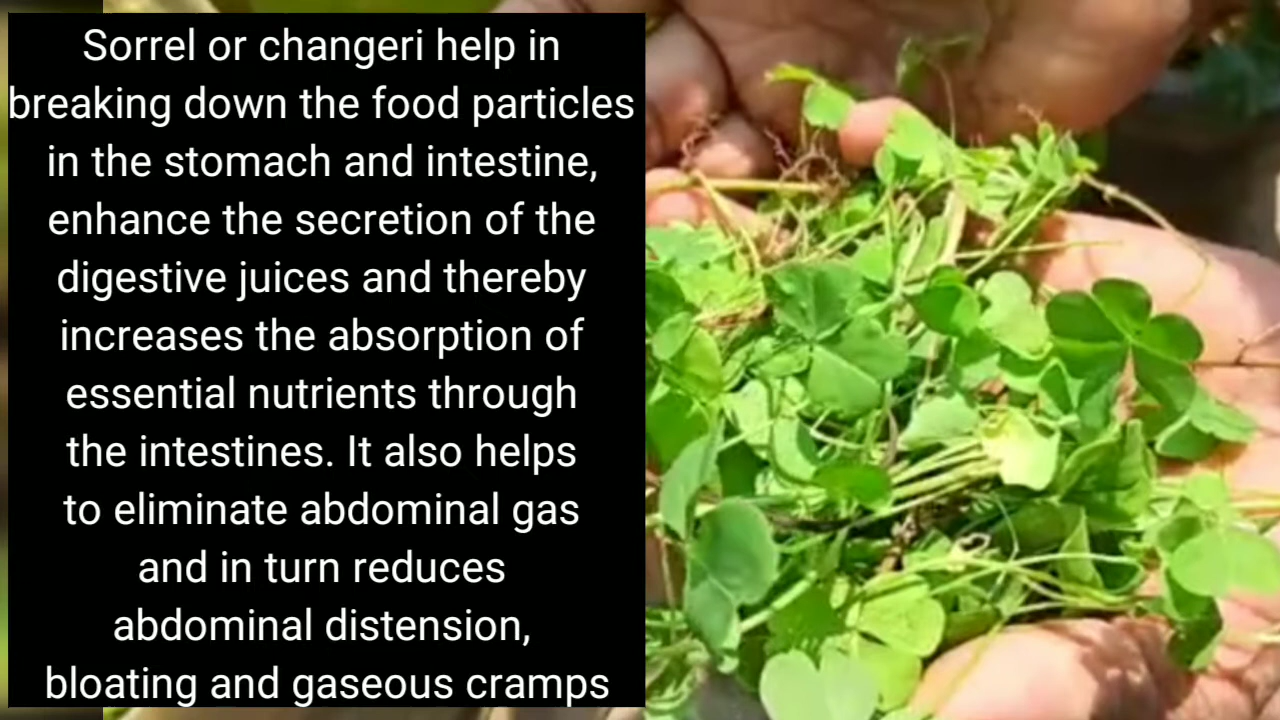 Sorrel or changeri help in
breaking down the food particles
in the stomach and intestine,
enhance the secretion of the
digestive juices and thereby
increases the absorption of
essential nutrients through
the intestines. It also helps
to eliminate abdominal gas
and in turn reduces
abdominal distension,
bloating and gaseous cramps